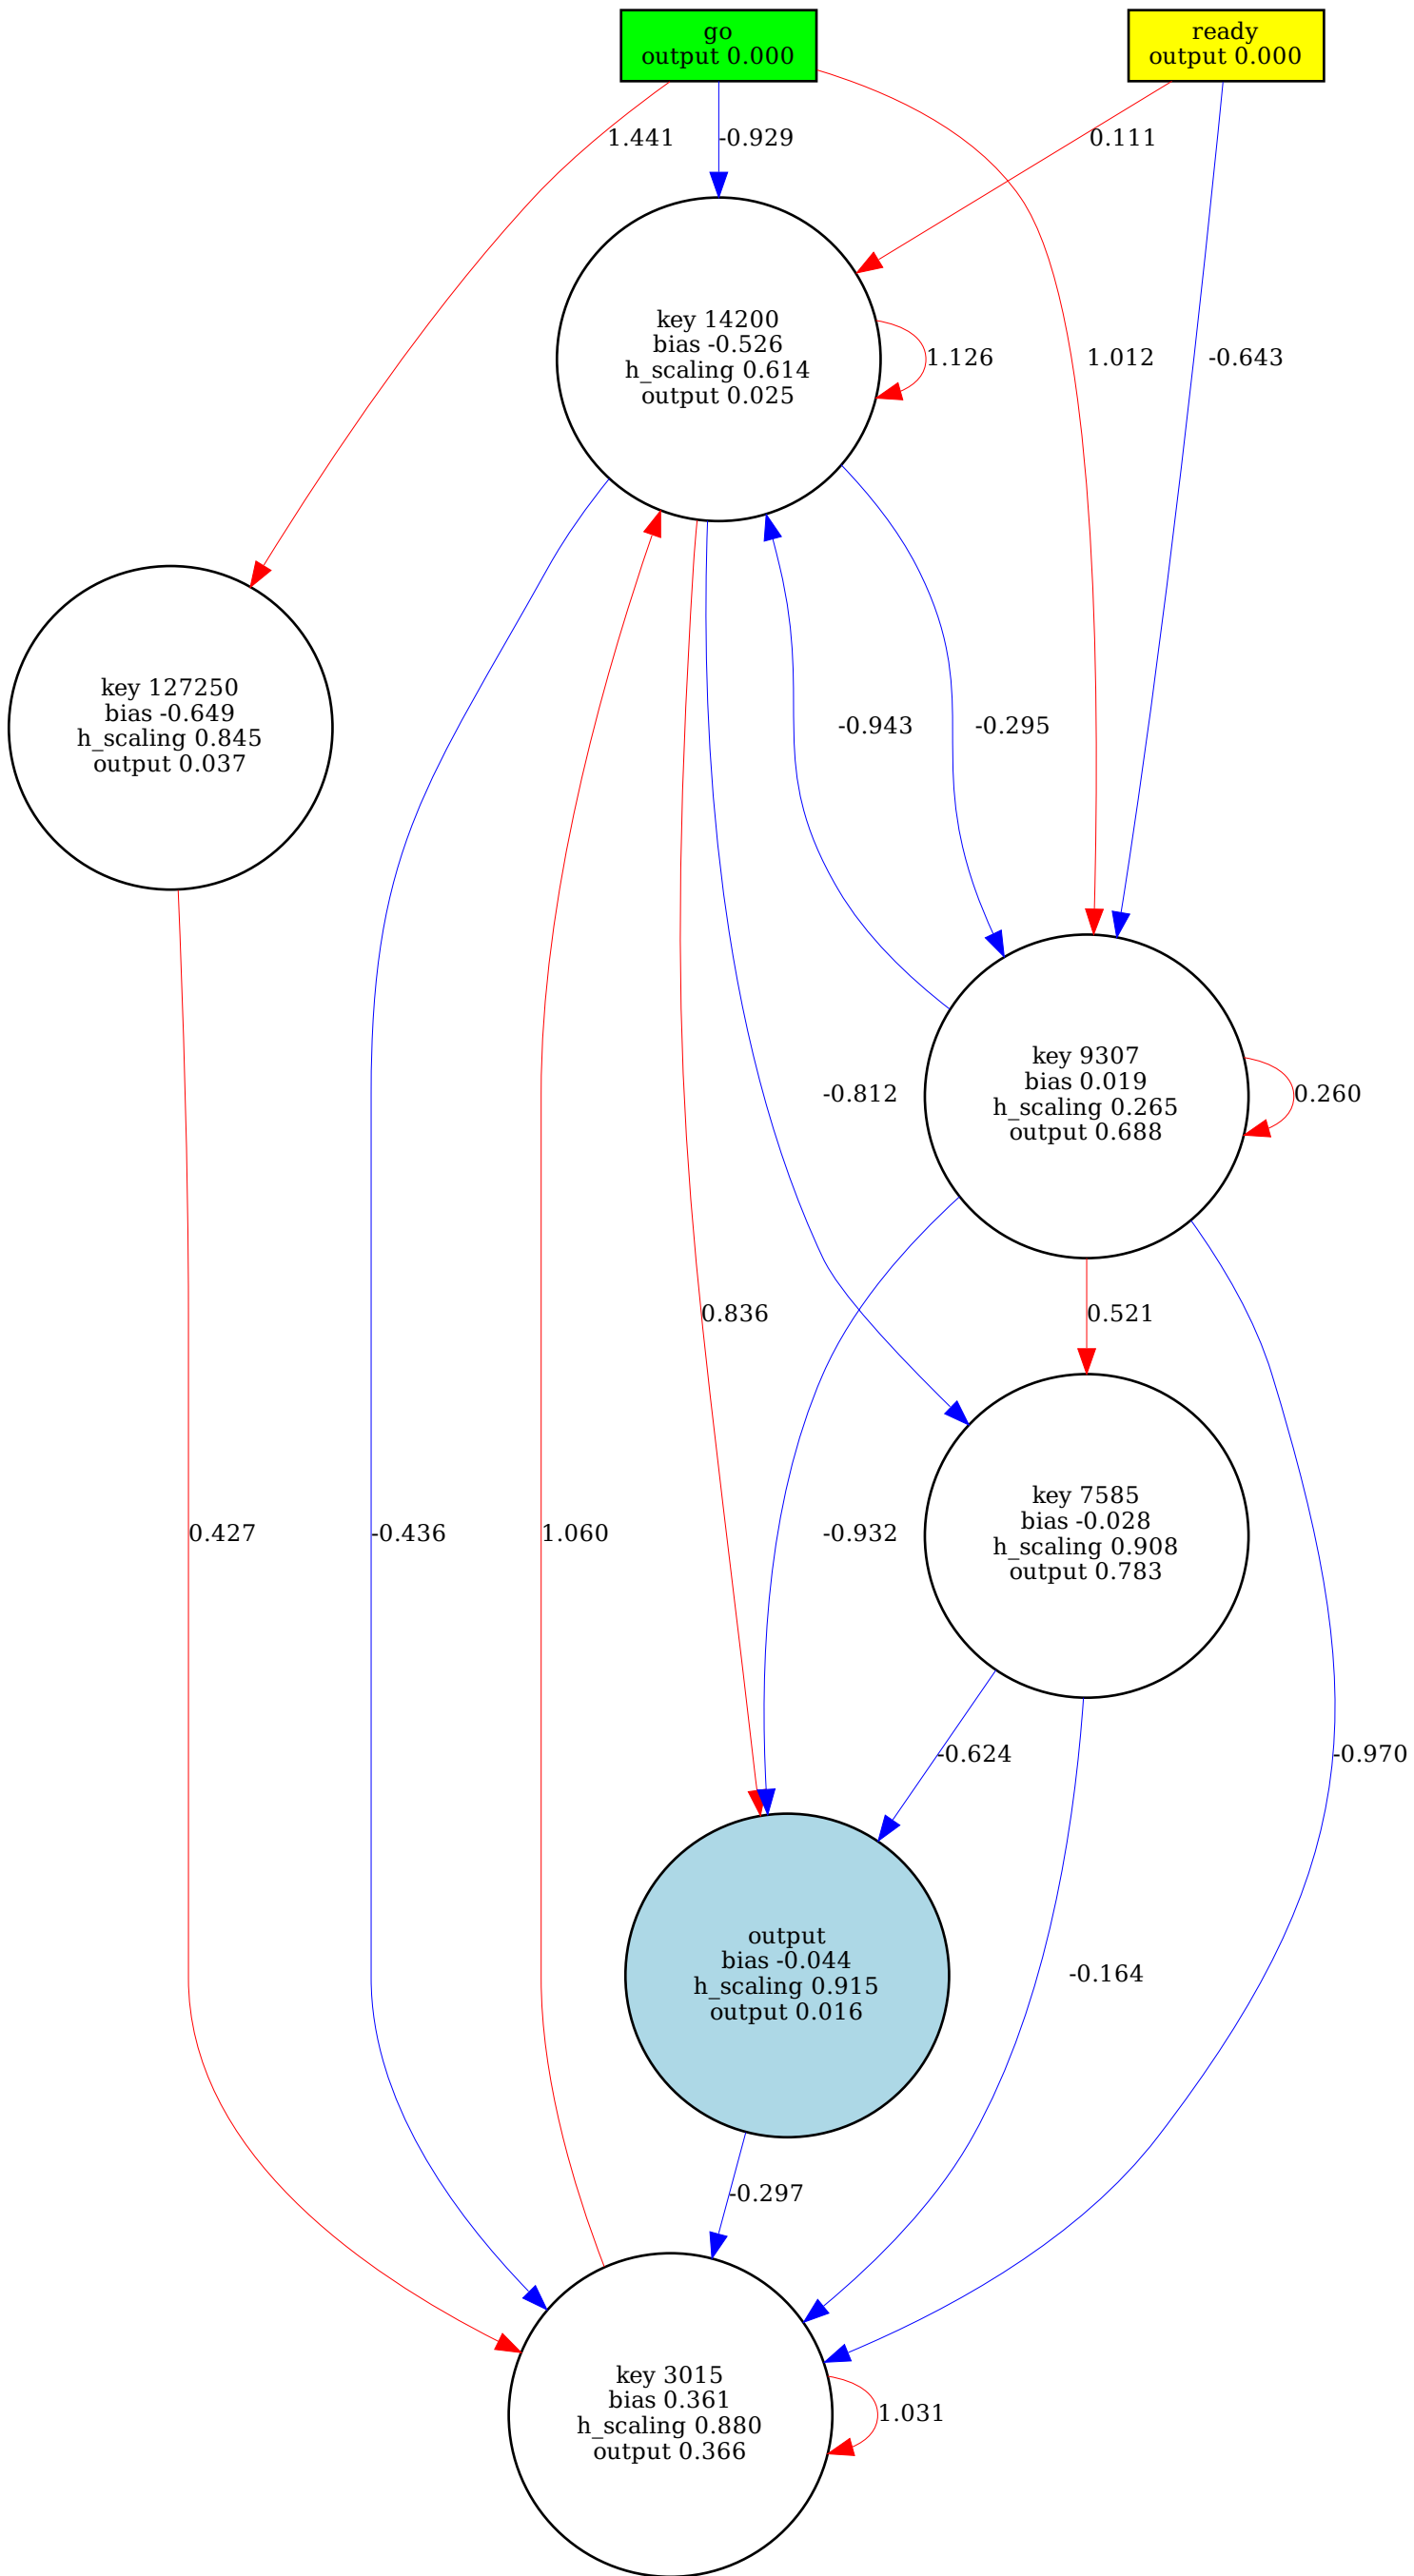 go
output 0.000
ready
output 0.000
1.441
-0.929
0.111
key 14200
bias -0.526
h_scaling 0.614
output 0.025
1.126
1.012
-0.643
key 127250
bias -0.649
h_scaling 0.845
output 0.037
-0.943
-0.295
key 9307
bias 0.019
h_scaling 0.265
output 0.688
-0.812
0.260
0.836
0.521
key 7585
bias -0.028
h_scaling 0.908
output 0.783
0.427
-0.436
1.060
-0.932
-0.624
-0.970
output
bias -0.044
h_scaling 0.915
output 0.016
-0.164
-0.297
key 3015
bias 0.361
h_scaling 0.880
output 0.366
1.031